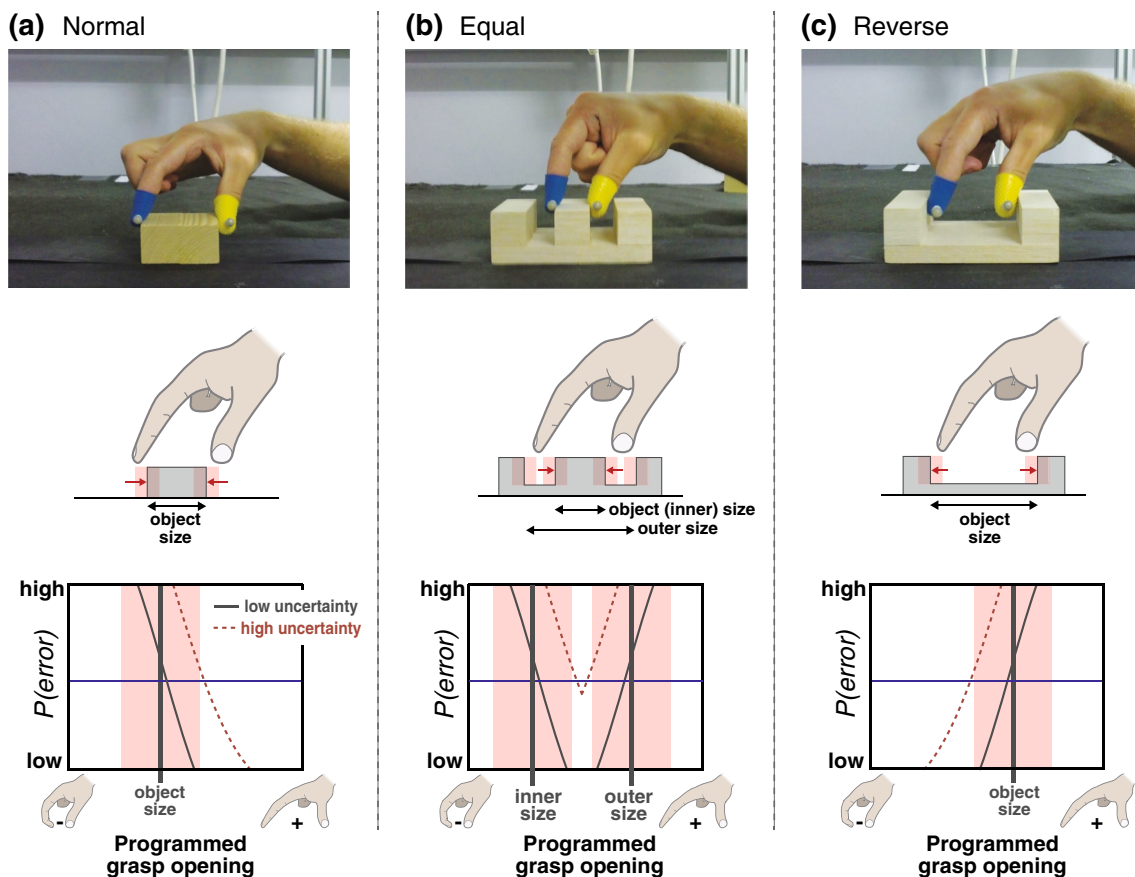 (a) Normal
object
size
high
P(error)
low
low uncertainty
high uncertainty
object
size
-
+
Programmed
grasp opening
(b) Equal
object (inner) size
outer size
high
P(error)
low
inner
size
outer
size
-
+
Programmed
grasp opening
(c) Reverse
object
size
high
P(error)
low
object
size
-
+
Programmed
grasp opening